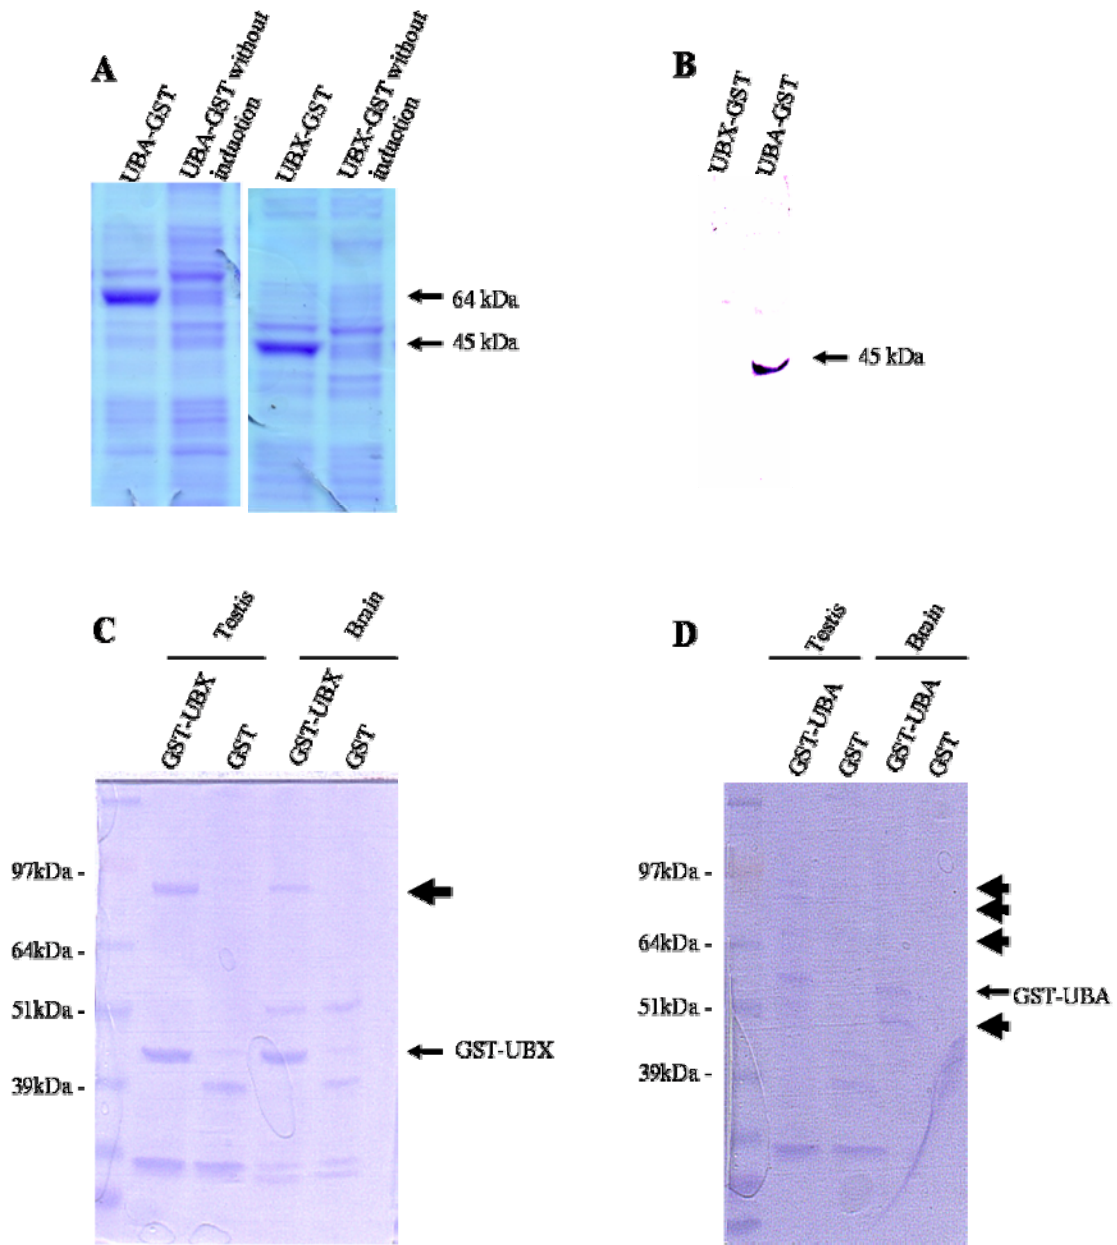 A
UBA-GST
UBA-GST without
induction
UBX-GST
UBX-GST without
induction
64 kDa
45 kDa
B
UBX-GST
UBA-GST
45 kDa
C
Testis
Brain
GST-UBX
GST
GST-UBX
GST
97kDa -
64kDa -
51kDa -
GST-UBX
39kDa -
D
Testis
Brain
GST-UBA
GST
GST-UBA
GST
97kDa -
64kDa -
GST-UBA
51kDa -
39kDa -